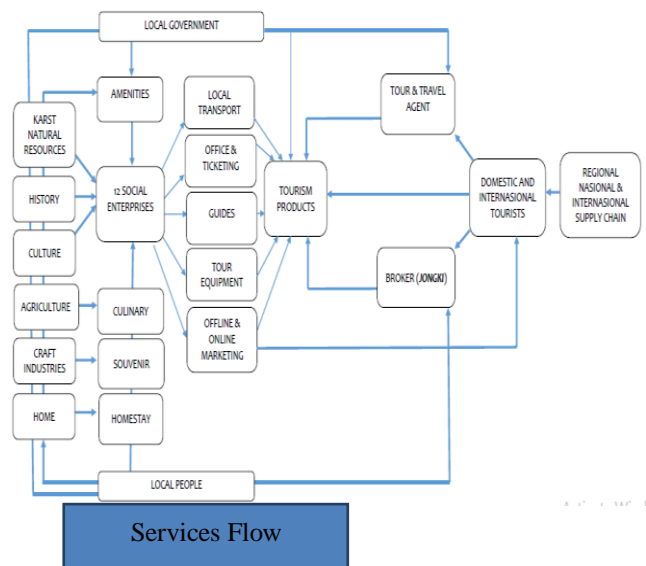 LOCAL GOVERNMENT
AMENITIES
LOCAL
TRANSPORT
TOUR & TRAVEL
AGENT
KARST
NATURAL
RESOURCES
OFFICE &
TICKETING
12 SOCIAL
ENTERPRISES
TOURISM
PRODUCTS
DOMESTIC AND
INTERNASIONAL
TOURISTS
REGIONAL
NASIONAL &
INTERNASIONAL
SUPPLY CHAIN
HISTORY
GUIDES
CULTURE
TOUR
EQUIPMENT
BROKER (JONGKI)
AGRICULTURE
CULINARY
OFFLINE &
ONLINE
MARKETING
CRAFT
INDUSTRIES
SOUVENIR
HOME
HOMESTAY
LOCAL PEOPLE
Services Flow